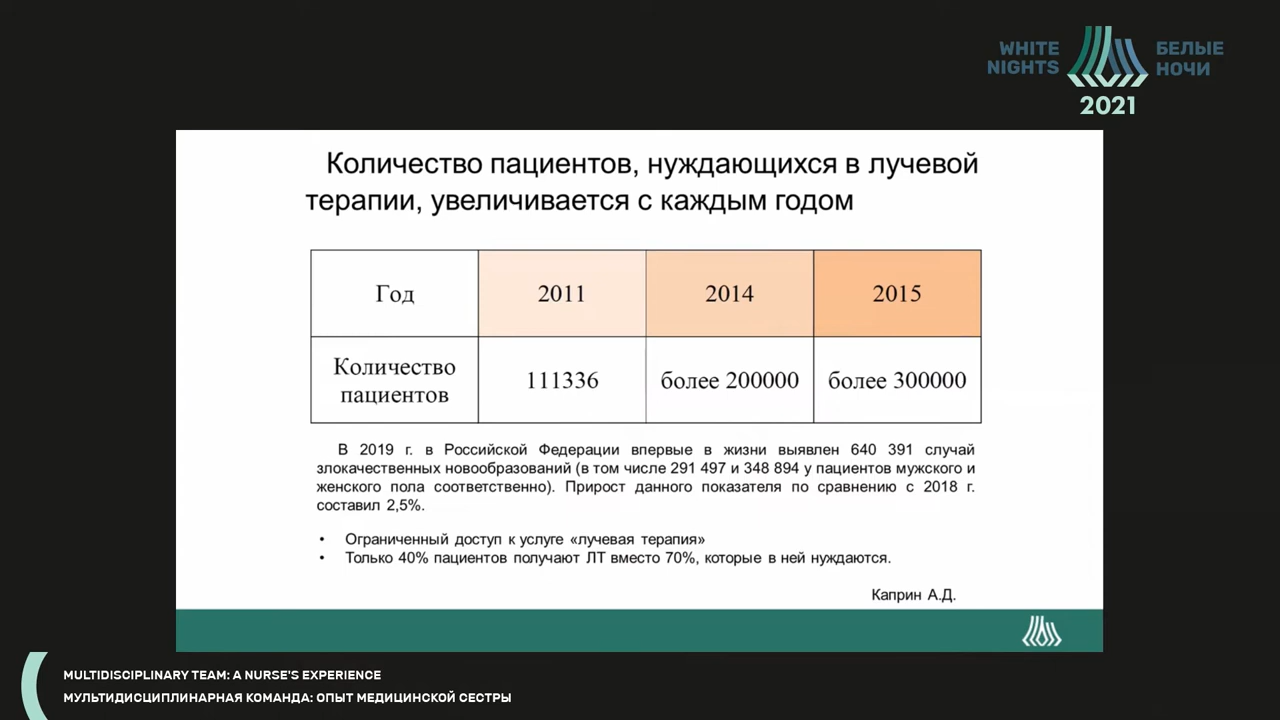 WHITE NIGHTS
БЕЛЫЕ НОЧИ
2021
Количество пациентов, нуждающихся в лучевой
терапии, увеличивается с каждым годом
Год 2011 2014 2015
Количество пациентов 111336 более 200000 более 300000
В 2019 г. в Российской Федерации впервые в жизни выявлен 640 391 случай
злокачественных новообразований (в том числе 291 497 и 348 894 у пациентов мужского и
женского пола соответственно). Прирост данного показателя по сравнению с 2018 г.
составил 2,5%.
• Ограниченный доступ к услуге «лучевая терапия»
• Только 40% пациентов получают ЛТ вместо 70%, которые в ней нуждаются.
Каприн А.Д.
MULTIDISCIPLINARY TEAM: A NURSE'S EXPERIENCE
МУЛЬТИДИСЦИПЛИНАРНАЯ КОМАНДА: ОПЫТ МЕДИЦИНСКОЙ СЕСТРЫ